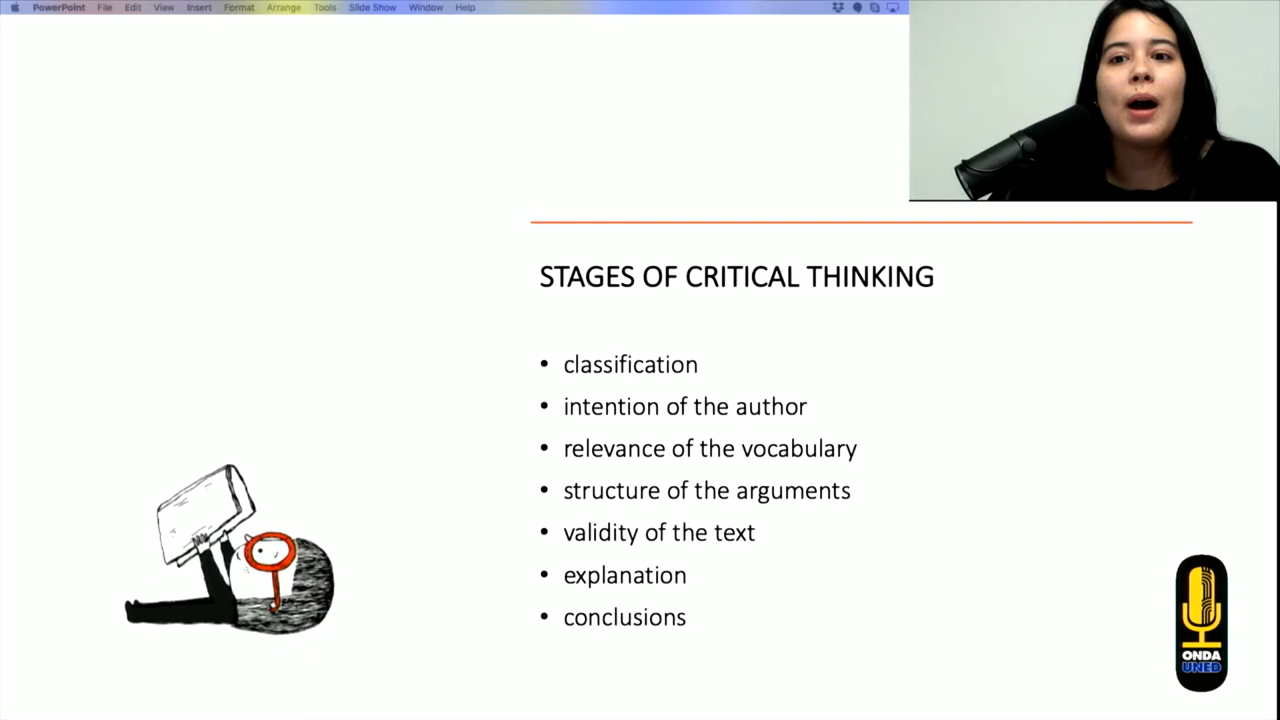 PowerPoint File Edit View Insert Format Arrange Tools Slide Show Window Help
STAGES OF CRITICAL THINKING
• classification
• intention of the author
• relevance of the vocabulary
• structure of the arguments
• validity of the text
• explanation
• conclusions
ONDA
UNED